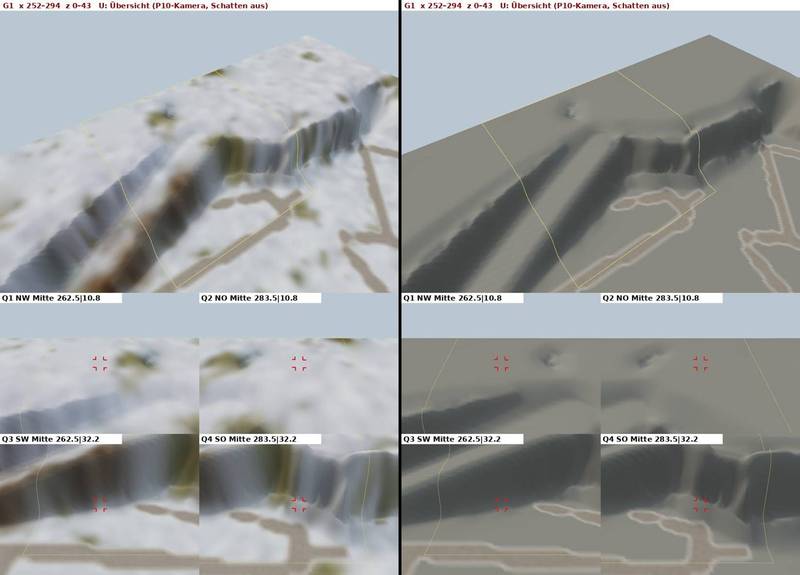 G1 x 252-294 z 0-43 U: Übersicht (P10-Kamera, Schatten aus)
G1 x 252-294 z 0-43 U: Übersicht (P10-Kamera, Schatten aus)
Q1 NW Mitte 262.5|10.8
Q2 NO Mitte 283.5|10.8
Q1 NW Mitte 262.5|10.8
Q2 NO Mitte 283.5|10.8
Q3 SW Mitte 262.5|32.2
Q4 SO Mitte 283.5|32.2
Q3 SW Mitte 262.5|32.2
Q4 SO Mitte 283.5|32.2